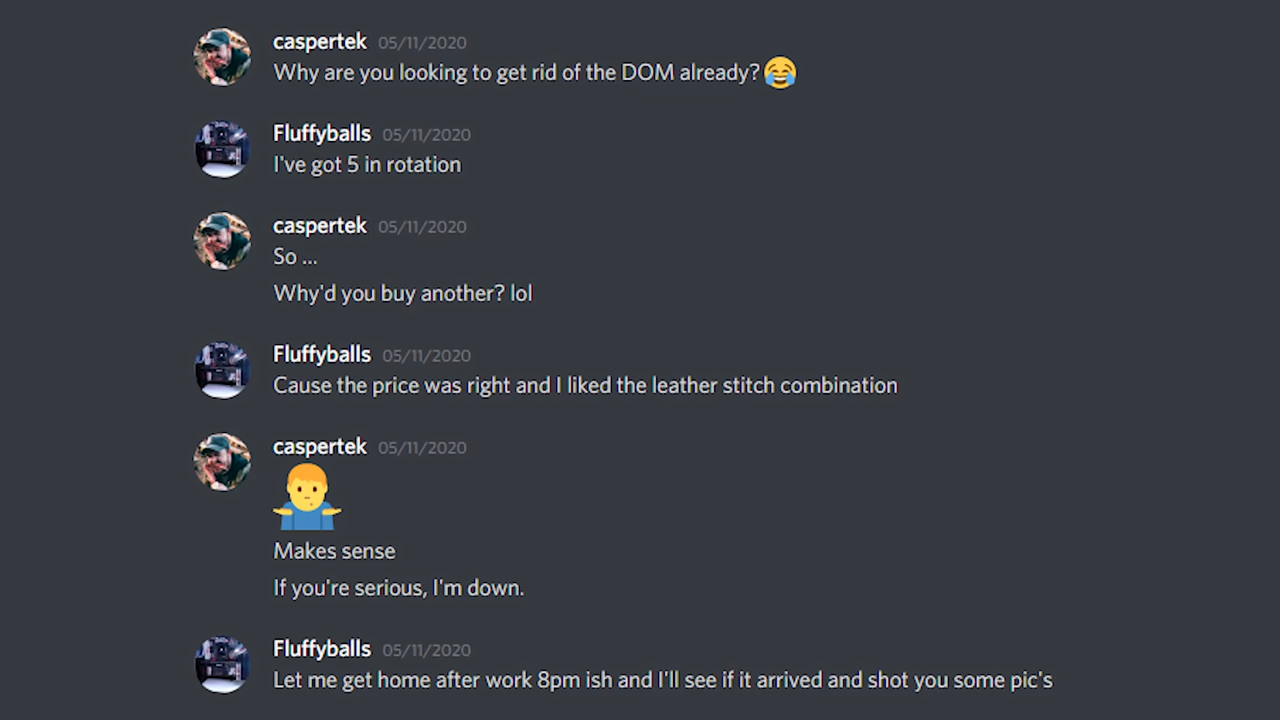 caspertek 05/11/2020
Why are you looking to get rid of the DOM already? 😂
Fluffyballs 05/11/2020
I've got 5 in rotation
caspertek 05/11/2020
So ...
Why'd you buy another? lol
Fluffyballs 05/11/2020
Cause the price was right and I liked the leather stitch combination
caspertek 05/11/2020
🤷‍♂️
Makes sense
If you're serious, I'm down.
Fluffyballs 05/11/2020
Let me get home after work 8pm ish and I'll see if it arrived and shot you some pic's